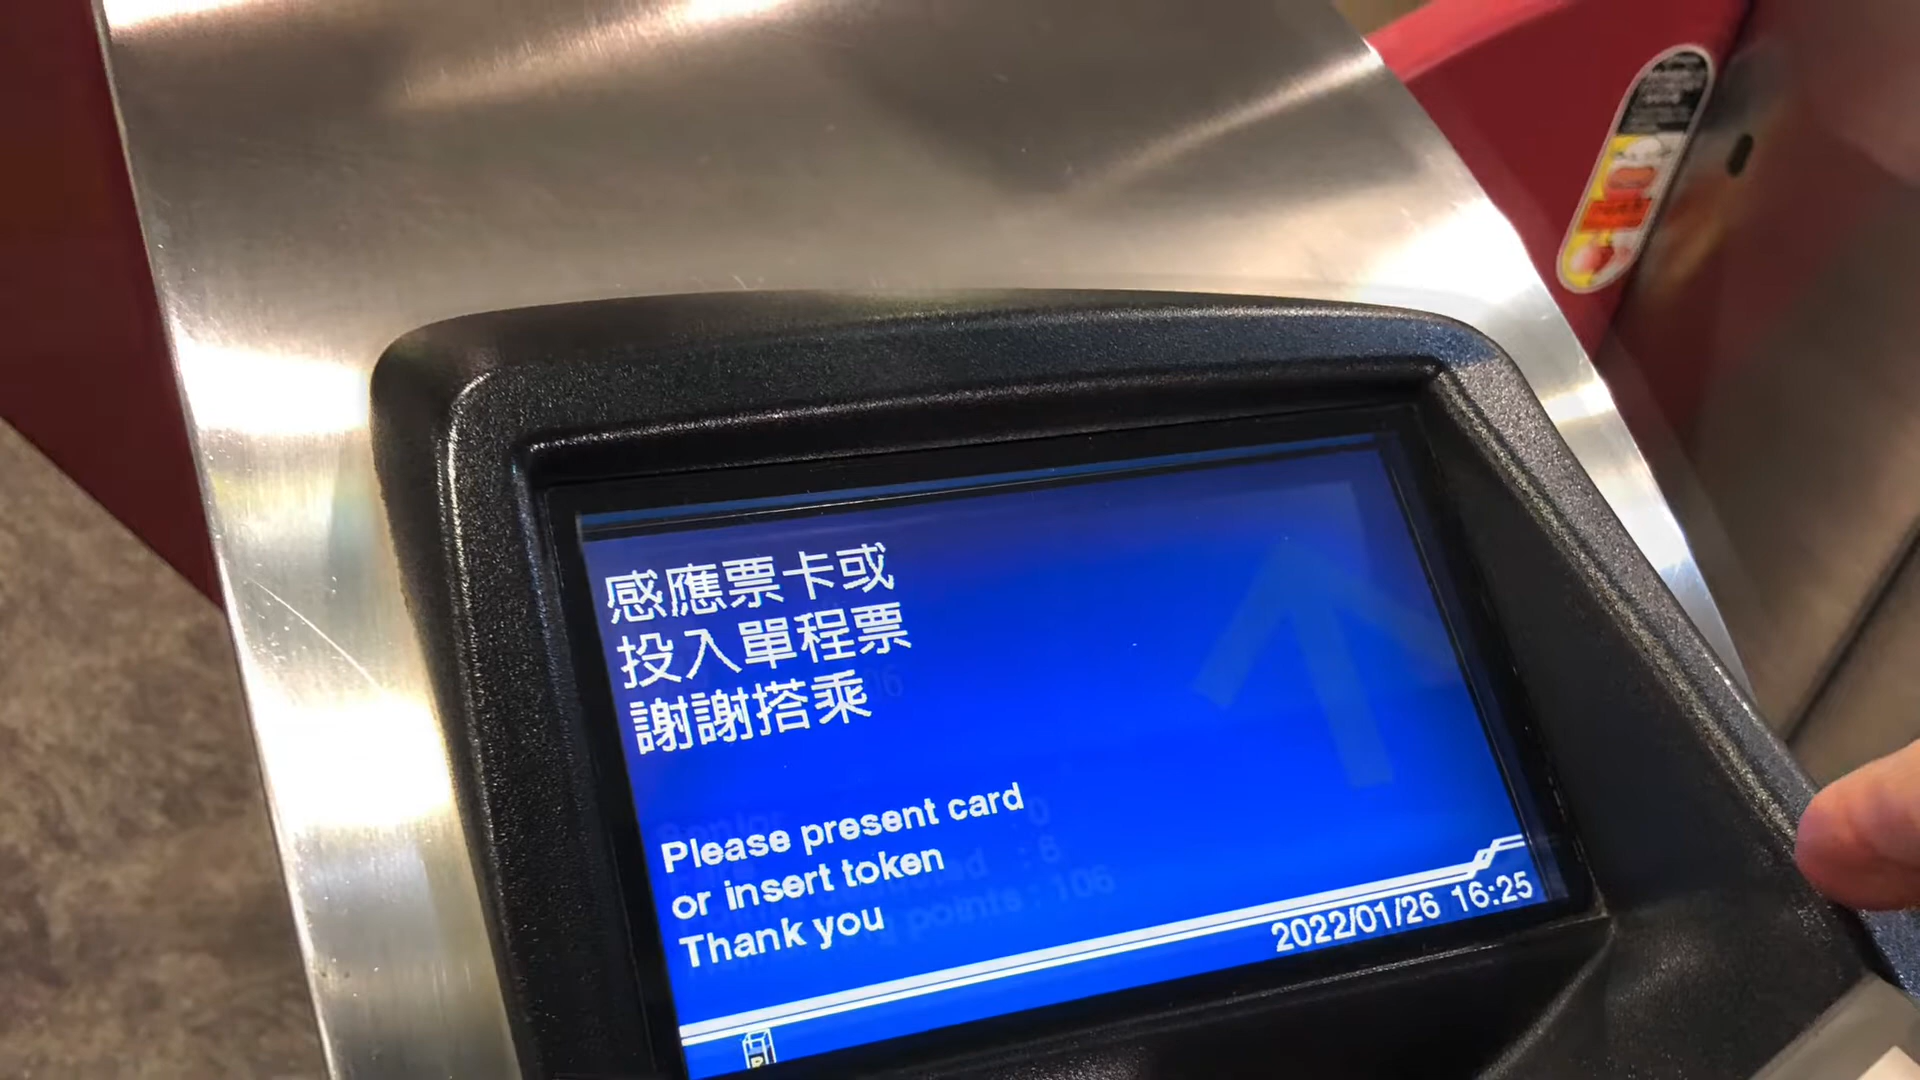 感應票卡或
投入單程票
謝謝搭乘
Please present card
or insert token
Thank you
2022/01/26 16:25